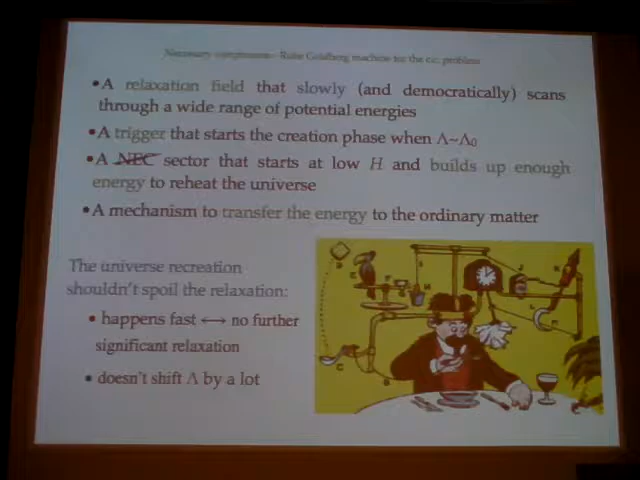 Necessary components - Rube Goldberg machine for the c.c. problem
•A relaxation field that slowly (and democratically) scans
through a wide range of potential energies
•A trigger that starts the creation phase when Λ~Λ₀
•A NEC sector that starts at low H and builds up enough
energy to reheat the universe
•A mechanism to transfer the energy to the ordinary matter
The universe recreation
shouldn't spoil the relaxation:
• happens fast ⟷ no further
significant relaxation
• doesn't shift Λ by a lot